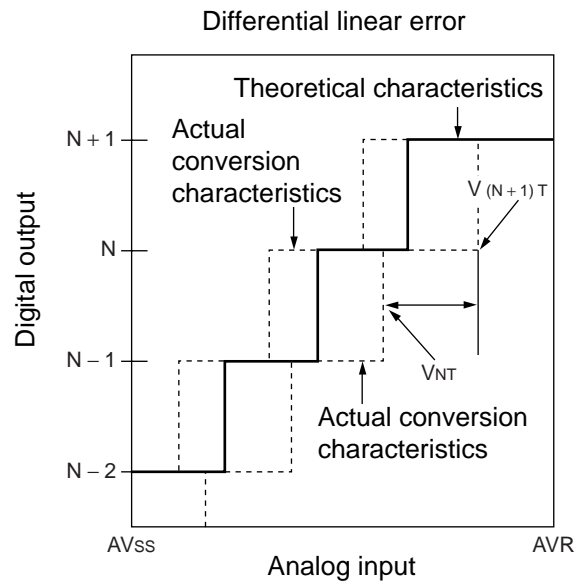 Differential linear error
Theoretical characteristics
N + 1
Actual
conversion
characteristics
V (N + 1) T
Digital output
N
N − 1
VNT
Actual conversion
characteristics
N − 2
AVSS
AVR
Analog input